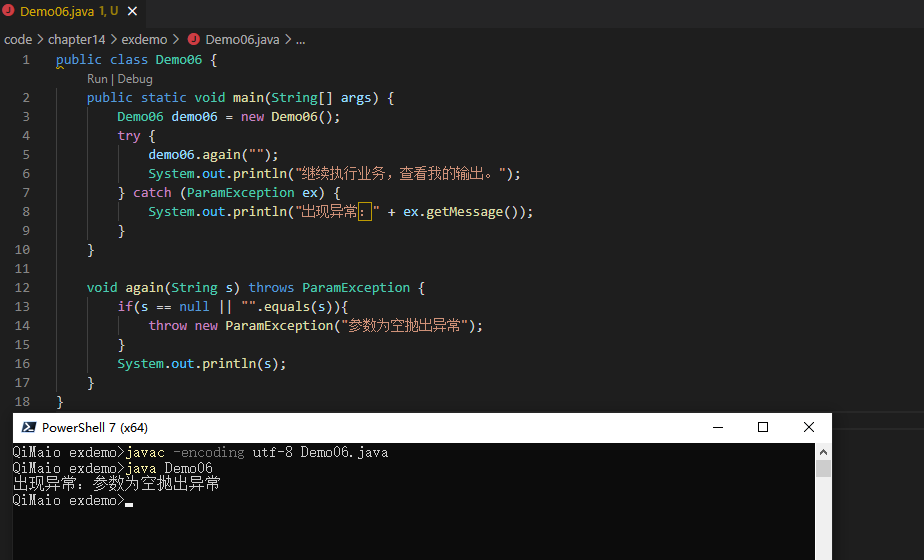 Demo06.java 1, U
code > chapter14 > exdemo > Demo06.java > ...
1 public class Demo06 {
Run | Debug
2 public static void main(String[] args) {
3 Demo06 demo06 = new Demo06();
4 try {
5 demo06.again("");
6 System.out.println("继续执行业务，查看我的输出。");
7 } catch (ParamException ex) {
8 System.out.println("出现异常：" + ex.getMessage());
9 }
10 }
11
12 void again(String s) throws ParamException {
13 if(s == null || "".equals(s)){
14 throw new ParamException("参数为空抛出异常");
15 }
16 System.out.println(s);
17 }
18 }
PowerShell 7 (x64)
QiMaio exdemo>javac -encoding utf-8 Demo06.java
QiMaio exdemo>java Demo06
出现异常：参数为空抛出异常
QiMaio exdemo>